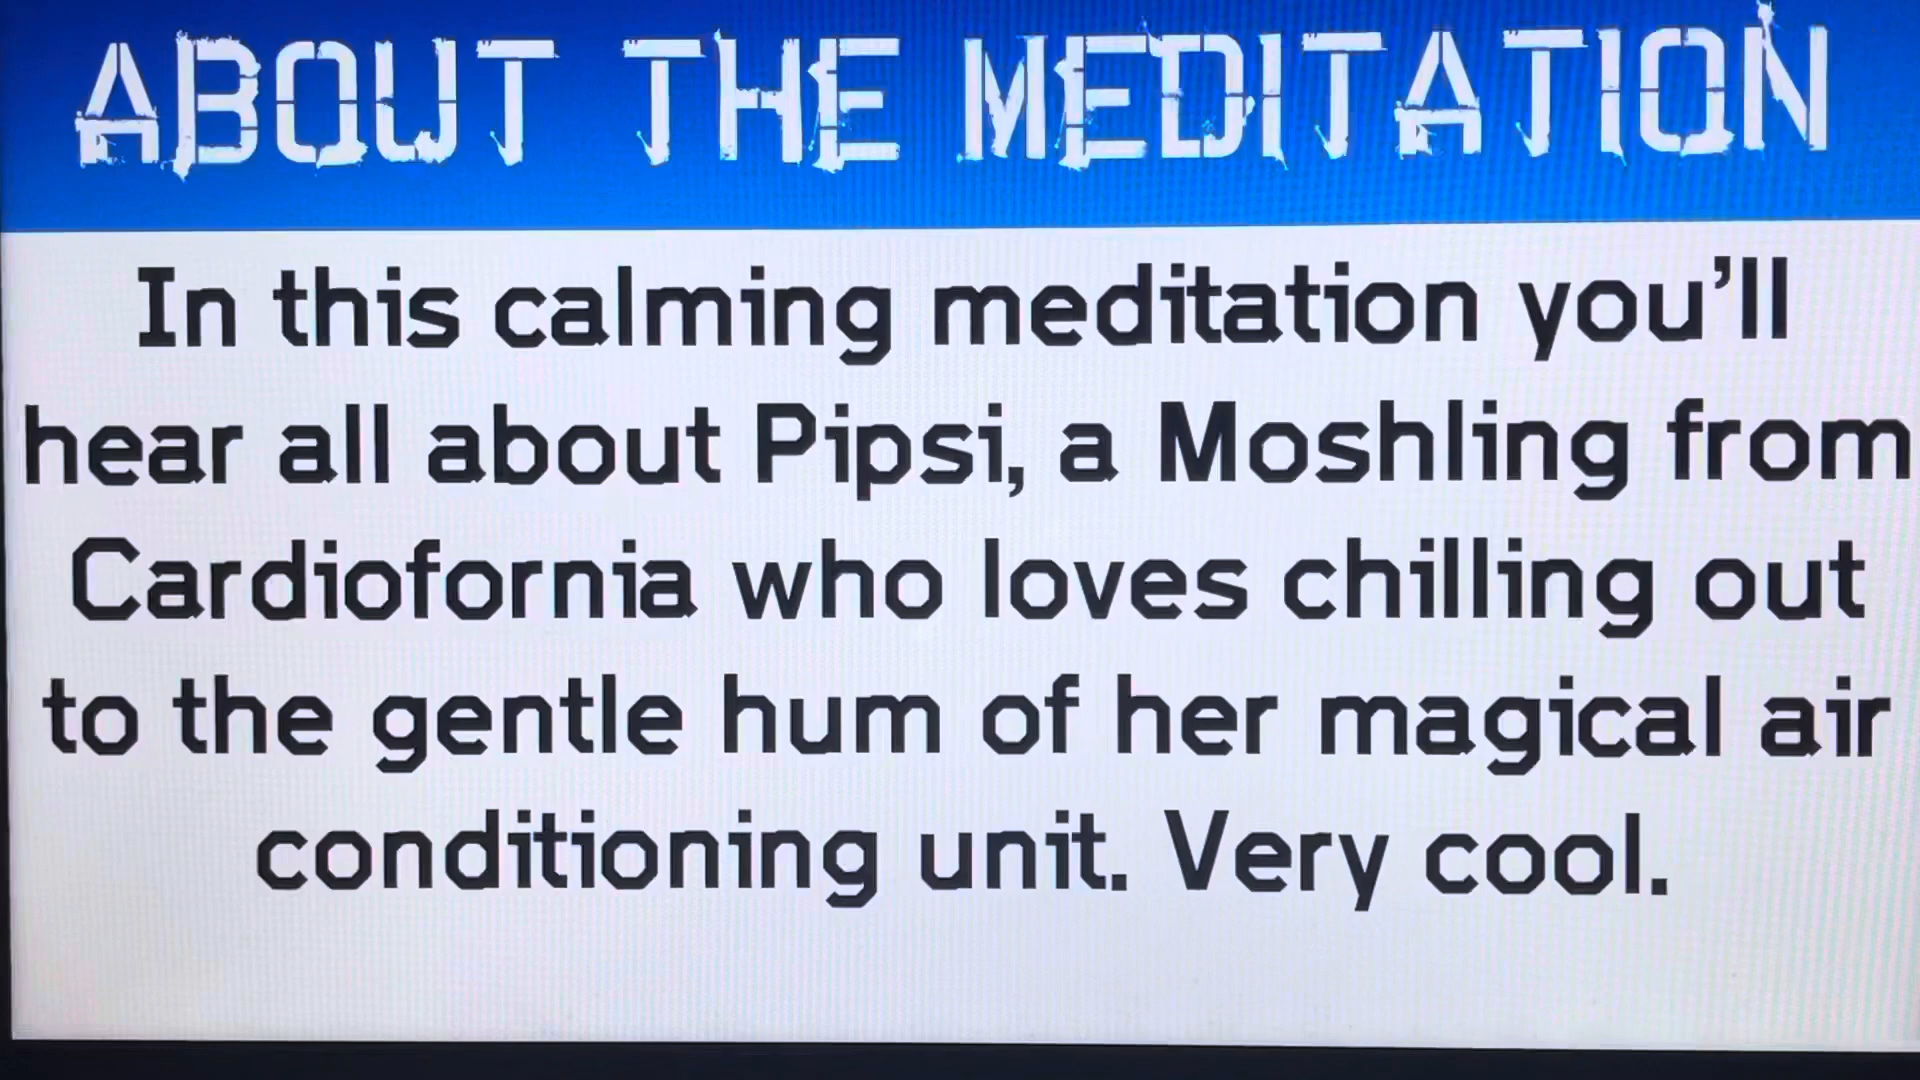 ABOUT THE MEDITATION
In this calming meditation you'll
hear all about Pipsi, a Moshling from
Cardiofornia who loves chilling out
to the gentle hum of her magical air
conditioning unit. Very cool.